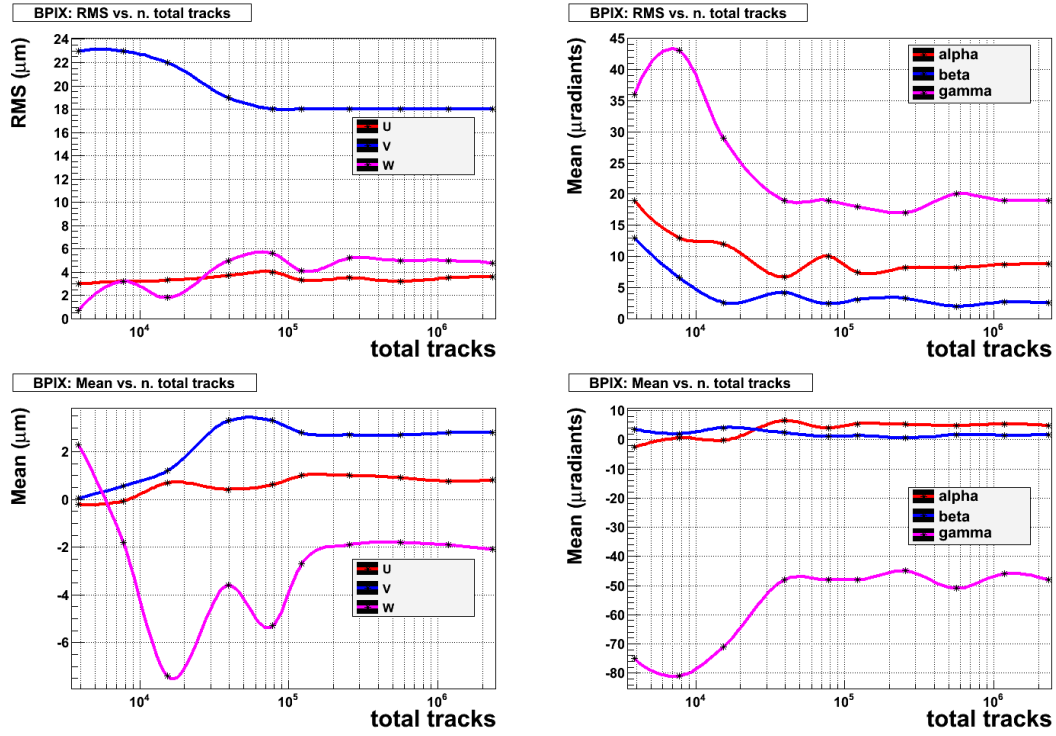 BPIX: RMS vs. n. total tracks
RMS (μm)
24
22
20
18
16
14
12
10
8
6
4
2
0
U
V
W
10⁴
10⁵
10⁶
total tracks
BPIX: RMS vs. n. total tracks
Mean (μradiants)
45
40
35
30
25
20
15
10
5
0
alpha
beta
gamma
10⁴
10⁵
10⁶
total tracks
BPIX: Mean vs. n. total tracks
Mean (μm)
2
0
-2
-4
-6
U
V
W
10⁴
10⁵
10⁶
total tracks
BPIX: Mean vs. n. total tracks
Mean (μradiants)
10
0
-10
-20
-30
-40
-50
-60
-70
-80
alpha
beta
gamma
10⁴
10⁵
10⁶
total tracks